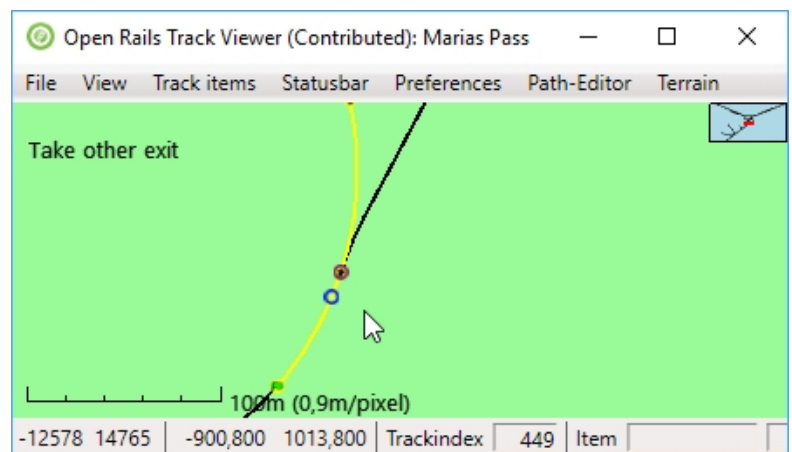 Open Rails Track Viewer (Contributed): Marias Pass
File View Track items Statusbar Preferences Path-Editor Terrain
Take other exit
100m (0,9m/pixel)
-12578 14765 -900,800 1013,800 Trackindex 449 Item